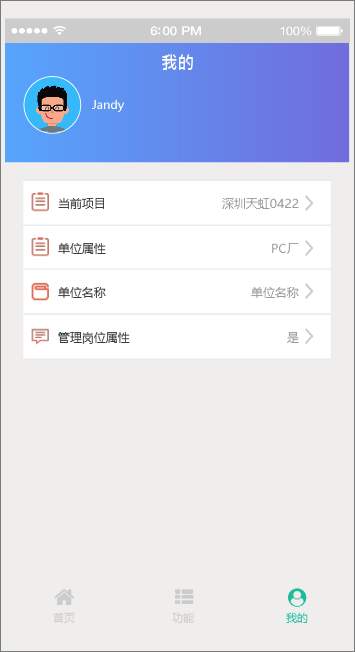 6:00 PM 100%
我的
Jandy
当前项目 深圳天虹0422
单位属性 PC厂
单位名称 单位名称
管理岗位属性 是
首页 功能 我的